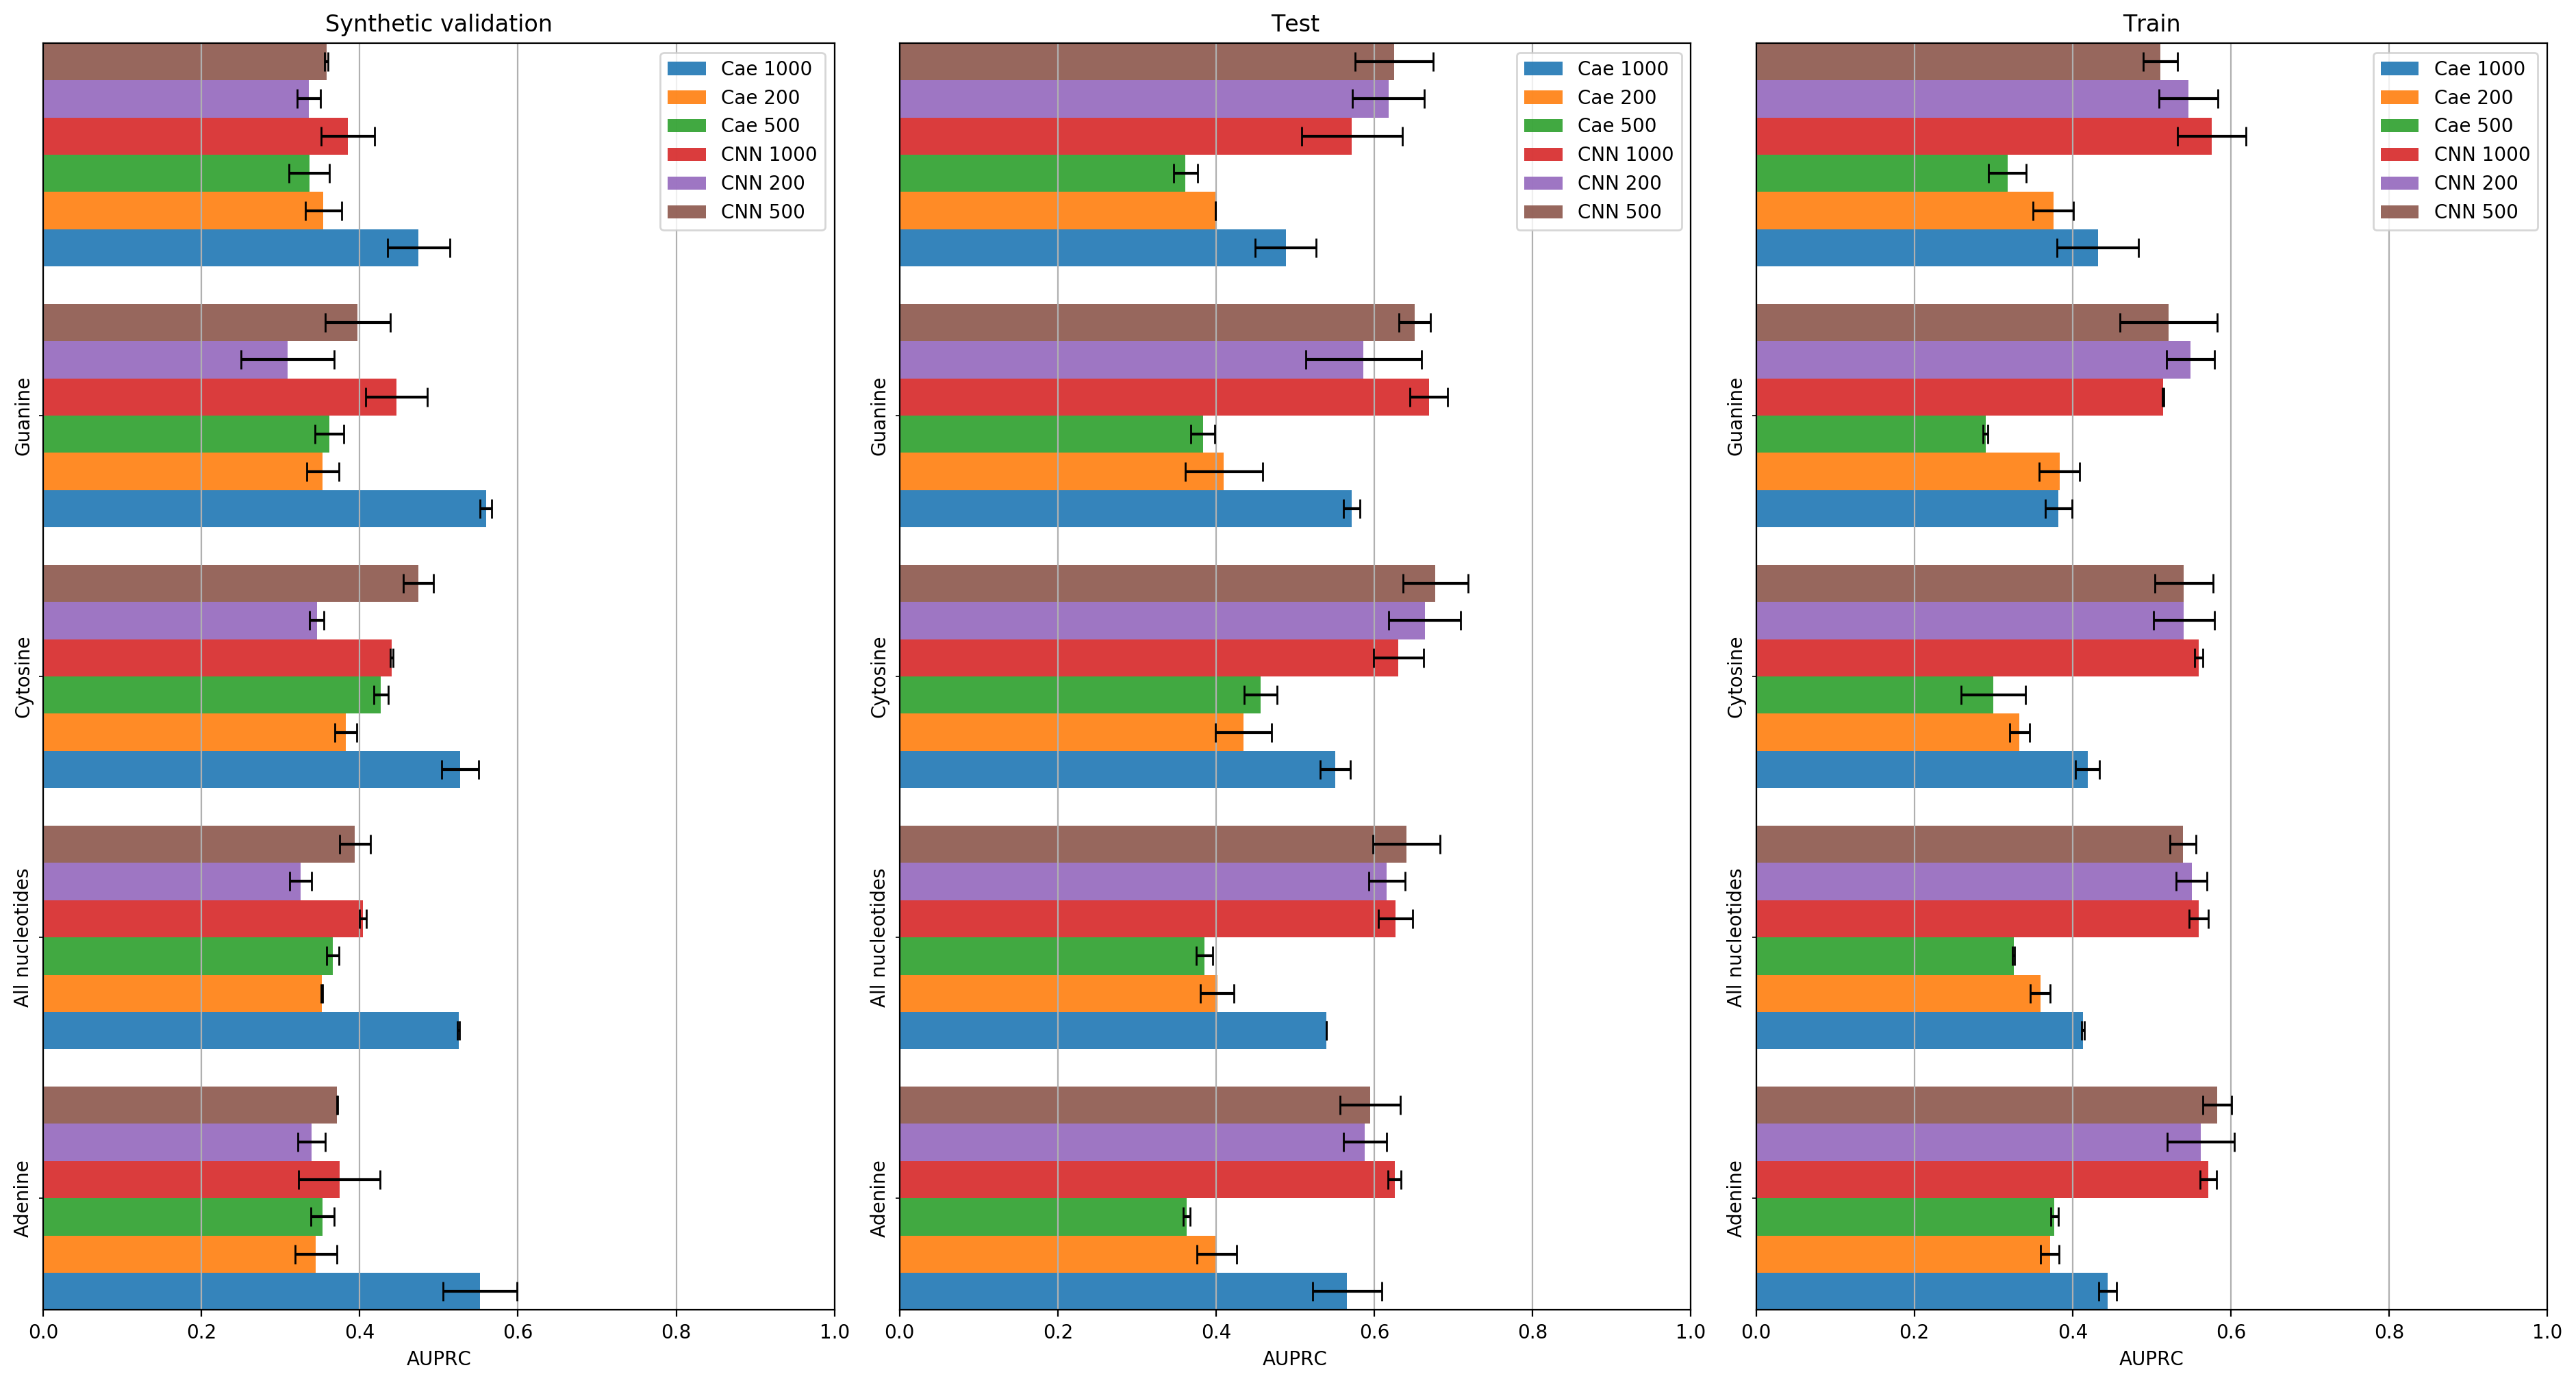 Synthetic validation
Cae 1000
Cae 200
Cae 500
CNN 1000
CNN 200
CNN 500
Guanine
Cytosine
All nucleotides
Adenine
0.0 0.2 0.4 0.6 0.8 1.0
AUPRC
Test
Cae 1000
Cae 200
Cae 500
CNN 1000
CNN 200
CNN 500
Guanine
Cytosine
All nucleotides
Adenine
0.0 0.2 0.4 0.6 0.8 1.0
AUPRC
Train
Cae 1000
Cae 200
Cae 500
CNN 1000
CNN 200
CNN 500
Guanine
Cytosine
All nucleotides
Adenine
0.0 0.2 0.4 0.6 0.8 1.0
AUPRC